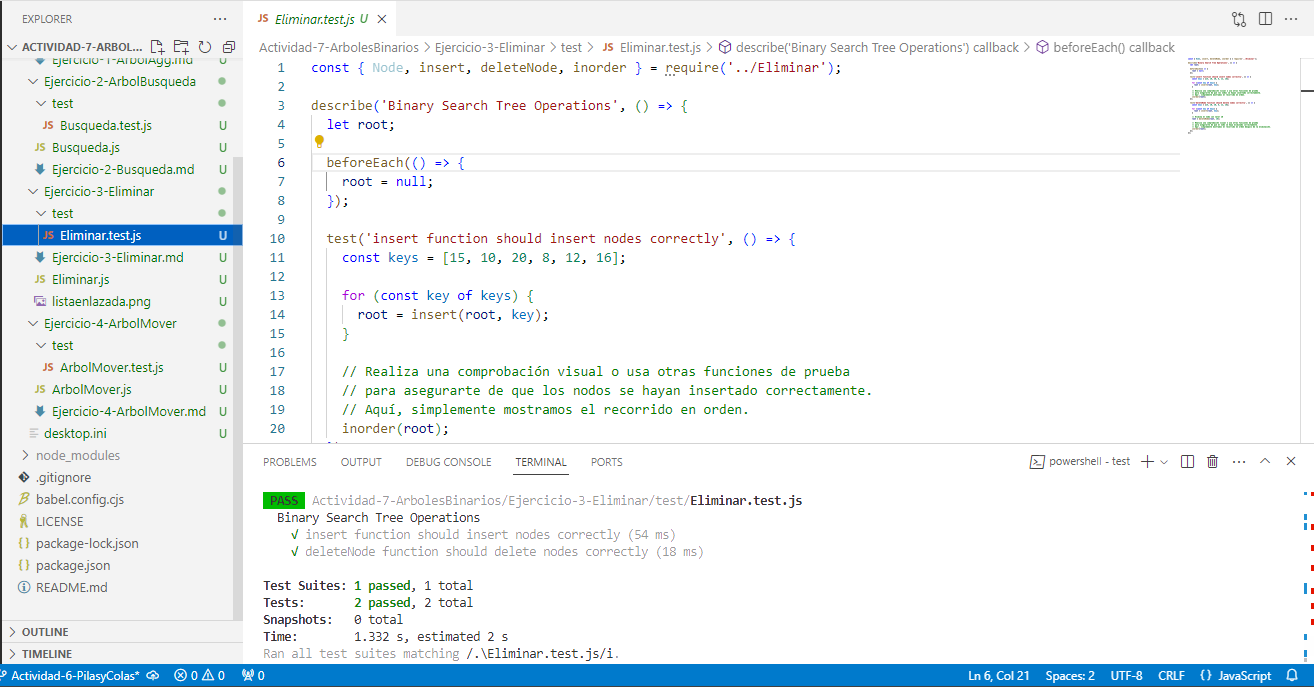 EXPLORER
ACTIVIDAD-7-ARBOL...
Ejercicio-1-ArbolAgg.md U
Ejercicio-2-ArbolBusqueda
test
JS Busqueda.test.js U
JS Busqueda.js U
Ejercicio-2-Busqueda.md U
Ejercicio-3-Eliminar
test
JS Eliminar.test.js U
Ejercicio-3-Eliminar.md U
JS Eliminar.js U
listaenlazada.png U
Ejercicio-4-ArbolMover
test
JS ArbolMover.test.js U
JS ArbolMover.js U
Ejercicio-4-ArbolMover.md U
desktop.ini U
node_modules
.gitignore
babel.config.cjs
LICENSE
{} package-lock.json
{} package.json
README.md
OUTLINE
TIMELINE
JS Eliminar.test.js U
Actividad-7-ArbolesBinarios > Ejercicio-3-Eliminar > test > JS Eliminar.test.js > describe('Binary Search Tree Operations') callback > beforeEach() callback
1 const { Node, insert, deleteNode, inorder } = require('../Eliminar');
2
3 describe('Binary Search Tree Operations', () => {
4 let root;
5
6 beforeEach(() => {
7 root = null;
8 });
9
10 test('insert function should insert nodes correctly', () => {
11 const keys = [15, 10, 20, 8, 12, 16];
12
13 for (const key of keys) {
14 root = insert(root, key);
15 }
16
17 // Realiza una comprobación visual o usa otras funciones de prueba
18 // para asegurarte de que los nodos se hayan insertado correctamente.
19 // Aquí, simplemente mostramos el recorrido en orden.
20 inorder(root);
PROBLEMS OUTPUT DEBUG CONSOLE TERMINAL PORTS
powershell - test
PASS Actividad-7-ArbolesBinarios/Ejercicio-3-Eliminar/test/Eliminar.test.js
Binary Search Tree Operations
√ insert function should insert nodes correctly (54 ms)
√ deleteNode function should delete nodes correctly (18 ms)
Test Suites: 1 passed, 1 total
Tests: 2 passed, 2 total
Snapshots: 0 total
Time: 1.332 s, estimated 2 s
Ran all test suites matching /.\Eliminar.test.js/i.
Actividad-6-PilasyColas* 0 0 0
Ln 6, Col 21 Spaces: 2 UTF-8 CRLF {} JavaScript